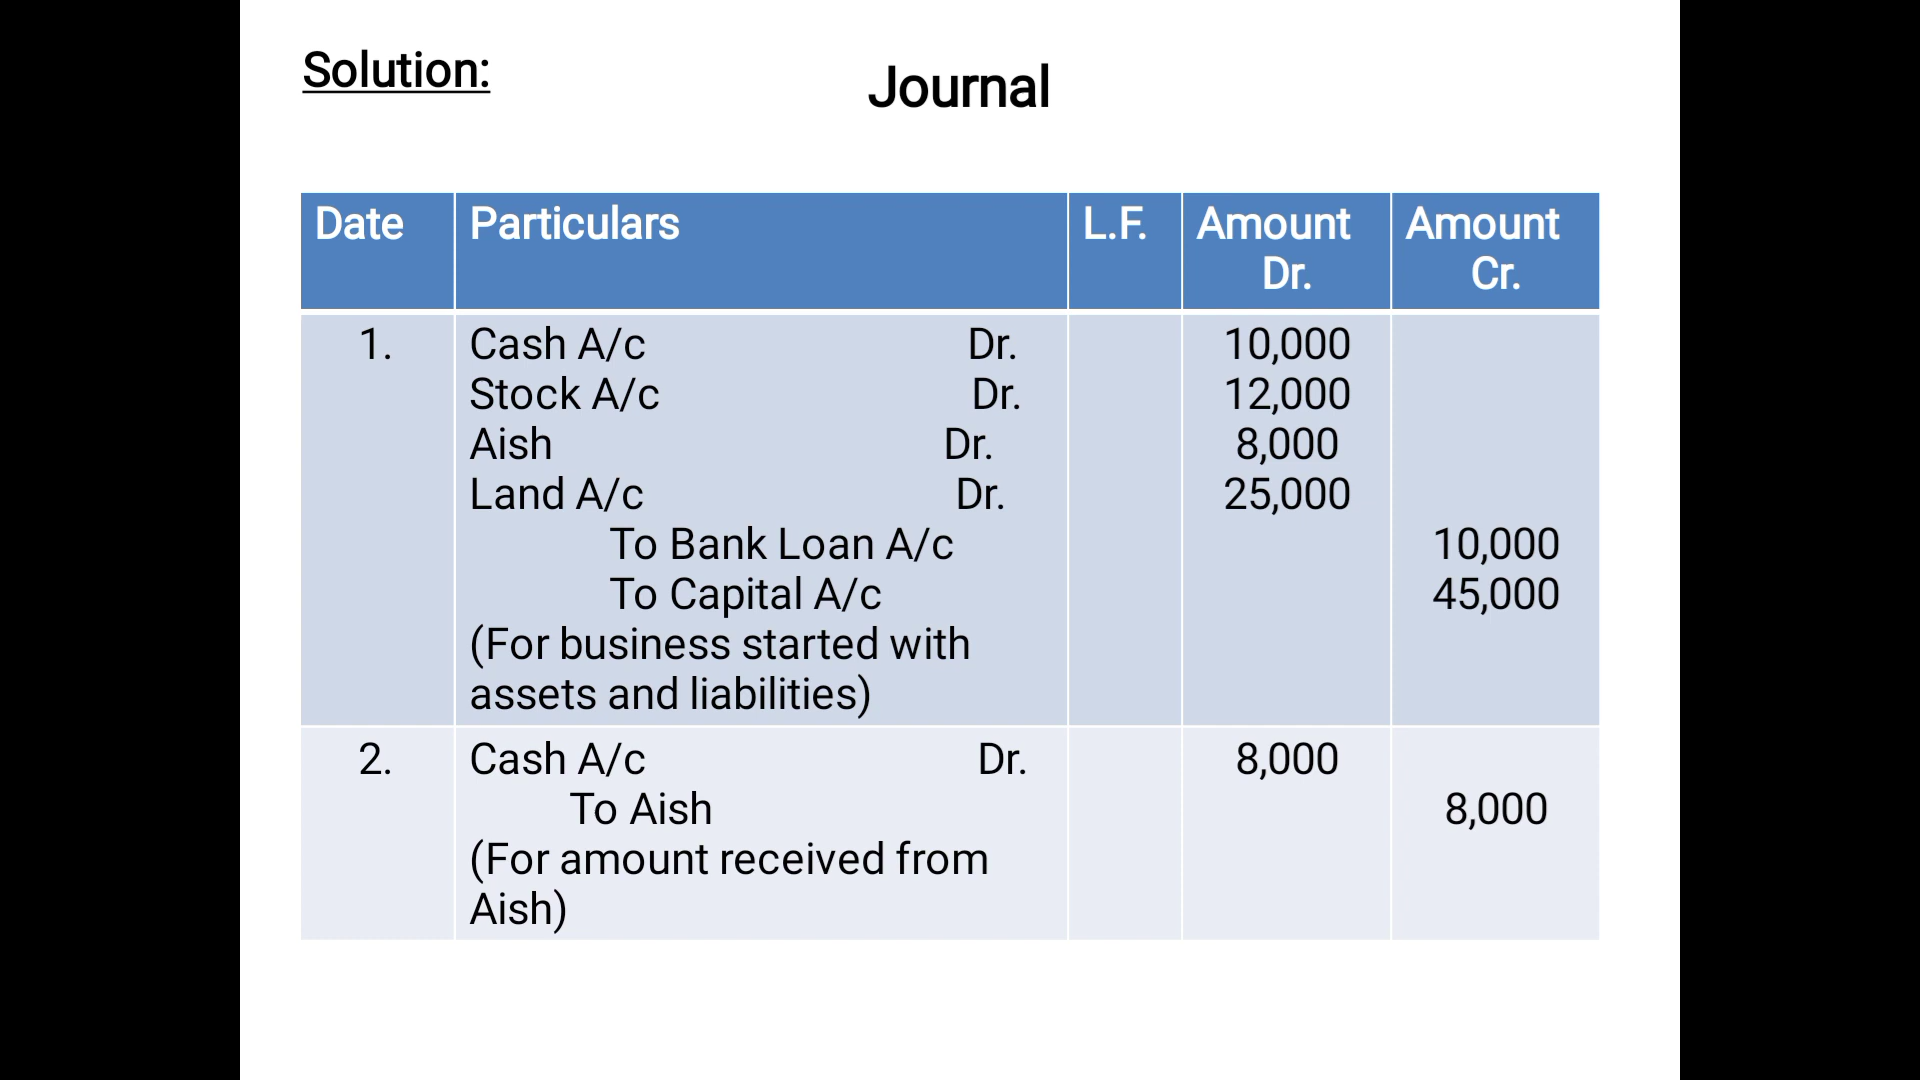 Solution:
Journal
Date Particulars L.F. Amount Dr. Amount Cr.
1. Cash A/c Dr. 10,000
Stock A/c Dr. 12,000
Aish Dr. 8,000
Land A/c Dr. 25,000
To Bank Loan A/c 10,000
To Capital A/c 45,000
(For business started with
assets and liabilities)
2. Cash A/c Dr. 8,000
To Aish 8,000
(For amount received from
Aish)